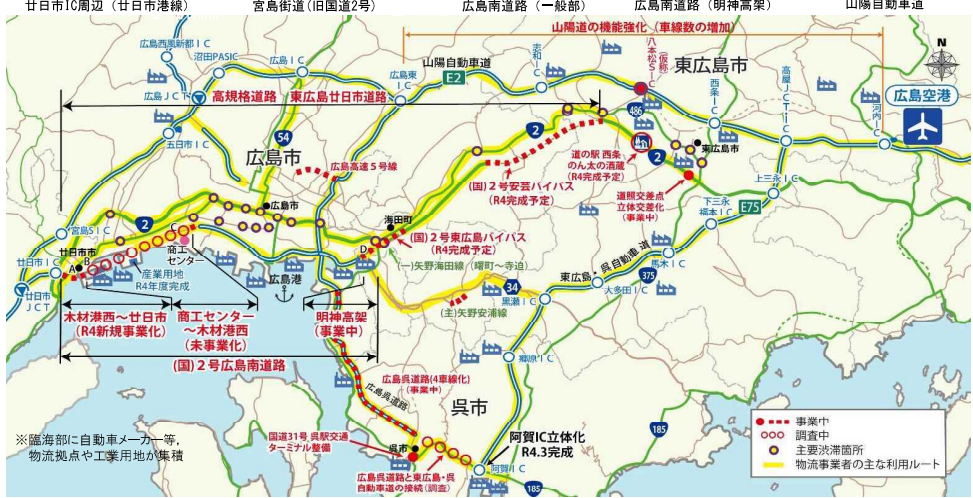 廿日市IC周辺（廿日市港線）
宮島街道(旧国道2号)
広島南道路（一般部）
広島南道路（明神高架）
山陽自動車道
山陽道の機能強化（車線数の増加）
広島西風新都IC
沼田PASIC
広島IC
広島東IC
山陽自動車道
E2
志和IC
（仮称）八本松SIC
東広島市
N
高規格道路 東広島廿日市道路
広島JCT
五日市IC
54
広島市
広島高速5号線
2
486
西条IC
高屋JCTIC
河内IC
広島空港
東広島市
道の駅 西条
のん太の酒蔵
(R4完成予定)
2
(国)2号安芸バイパス
(R4完成予定)
道照交差点
立体交差化
(事業中)
上三永IC
E75
下三永福本IC
宮島SIC
2
広島市
海田町
(国)2号東広島バイパス
(R4完成予定)
(一)矢野海田線（曙町～寺迫）
廿日市市
廿日市IC
廿日市JCT
A
B
C
D
商工センター
産業用地
R4年度完成
広島港
34
(主)矢野安浦線
黒瀬IC
東広島・呉自動車道
375
馬木IC
大多田IC
木材港西～廿日市
(R4新規事業化)
商工センター
～木材港西
(未事業化)
明神高架
(事業中)
(国)2号広島南道路
郷原IC
広島呉道路(4車線化)
(事業中)
広島呉道路
呉市
国道31号 呉駅交通
ターミナル整備
呉市
阿賀IC立体化
R4.3完成
阿賀IC
185
185
広島呉道路と東広島・呉
自動車道の接続(調査)
※臨海部に自動車メーカー等，
物流拠点や工業用地が集積
事業中
調査中
主要渋滞箇所
物流事業者の主な利用ルート